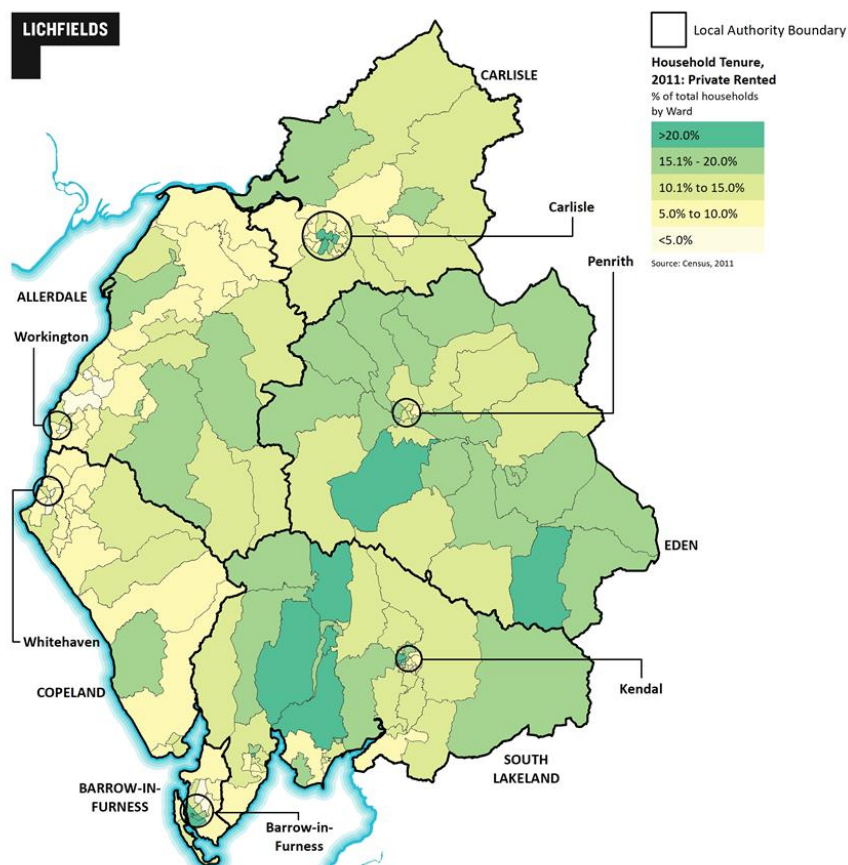 LICHFIELDS
Local Authority Boundary
Household Tenure,
2011: Private Rented
% of total households
by Ward
>20.0%
15.1% - 20.0%
10.1% to 15.0%
5.0% to 10.0%
<5.0%
Source: Census, 2011
CARLISLE
Carlisle
Penrith
ALLERDALE
Workington
EDEN
Whitehaven
Kendal
COPELAND
SOUTH
LAKELAND
BARROW-IN-
FURNESS
Barrow-in-
Furness